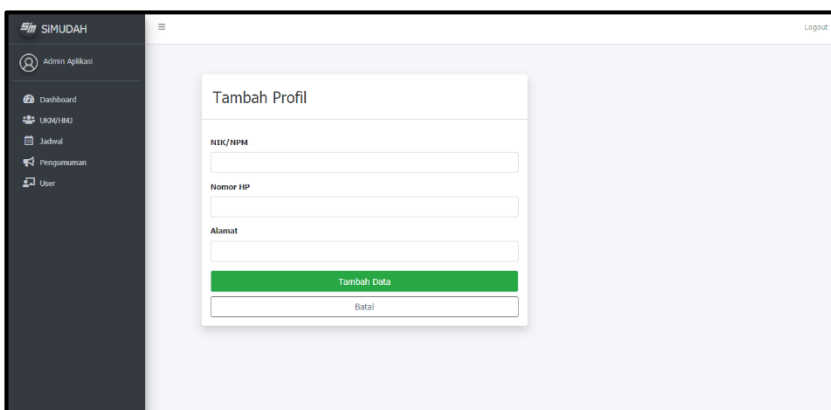 Sm SiMUDAH
Logout
Admin Aplikasi
Dashboard
UKM/HMJ
Jadwal
Pengumuman
User
Tambah Profil
NIK/NPM
Nomor HP
Alamat
Tambah Data
Batal